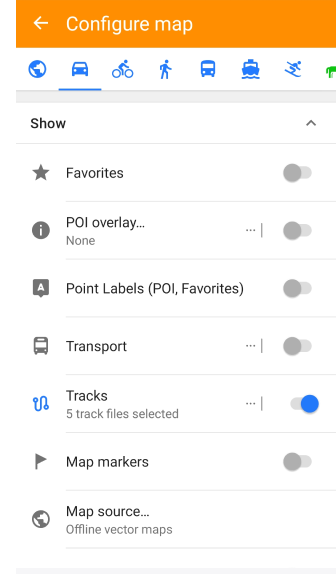 Configure map
Show
Favorites
POI overlay...
None
A
Point Labels (POI, Favorites)
Transport
Tracks
5 track files selected
Map markers
Map source...
Offline vector maps